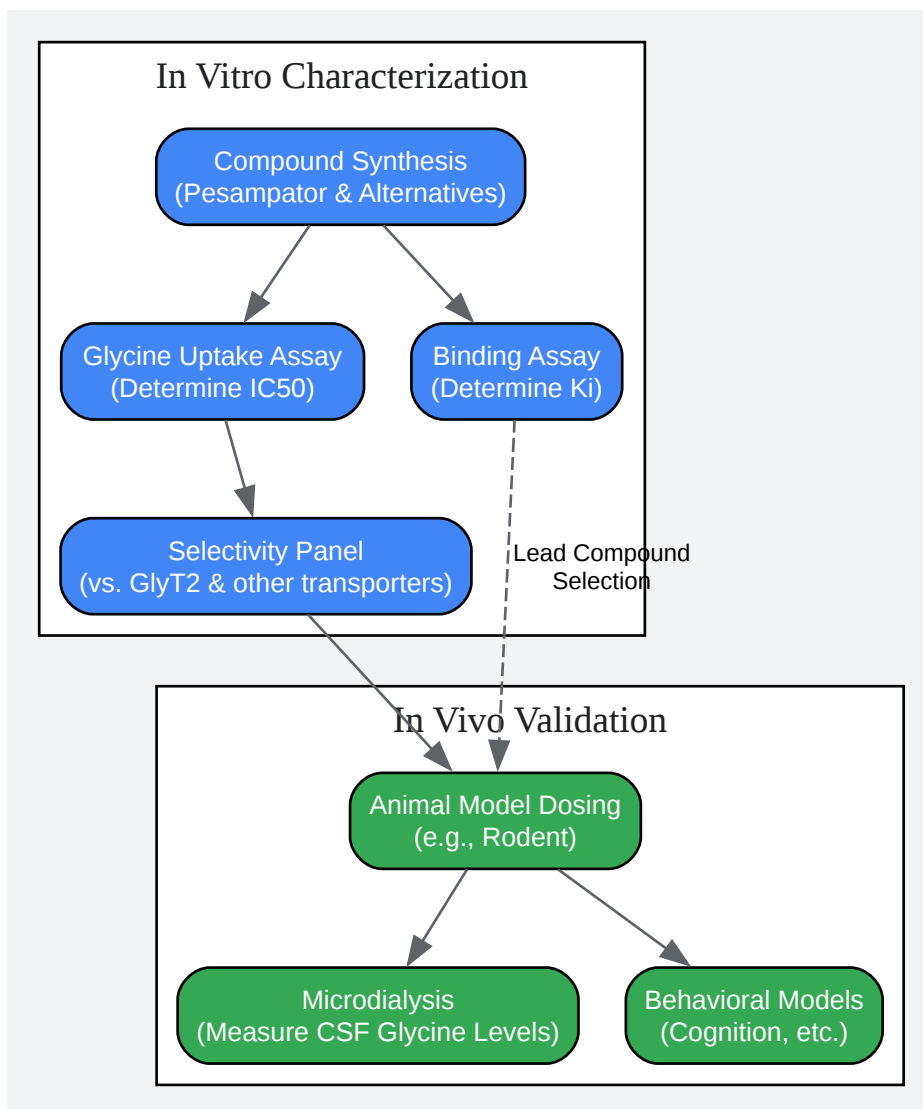 In Vitro Characterization
Compound Synthesis
(Pesampator & Alternatives)
Glycine Uptake Assay
(Determine IC50)
Binding Assay
(Determine Ki)
Selectivity Panel
(vs. GlyT2 & other transporters)
Lead Compound
Selection
In Vivo Validation
Animal Model Dosing
(e.g., Rodent)
Microdialysis
(Measure CSF Glycine Levels)
Behavioral Models
(Cognition, etc.)